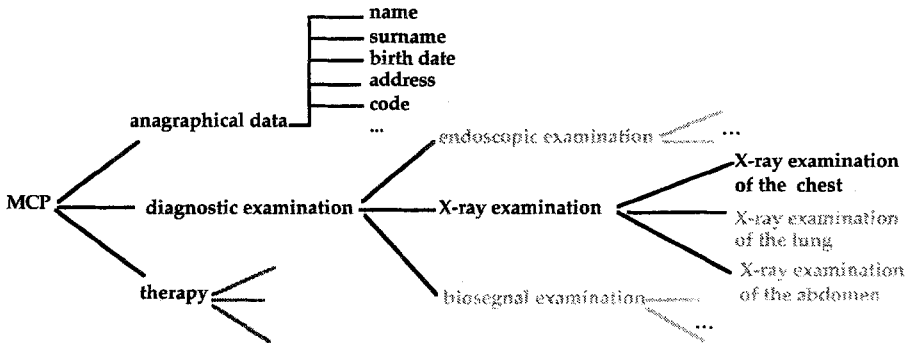 name
surname
birth date
address
code
...
anagraphical data
endoscopic examination
...
X-ray examination
of the chest
MCP
diagnostic examination
X-ray examination
X-ray examination
of the lung
X-ray examination
of the abdomen
therapy
biosegnal examination
...